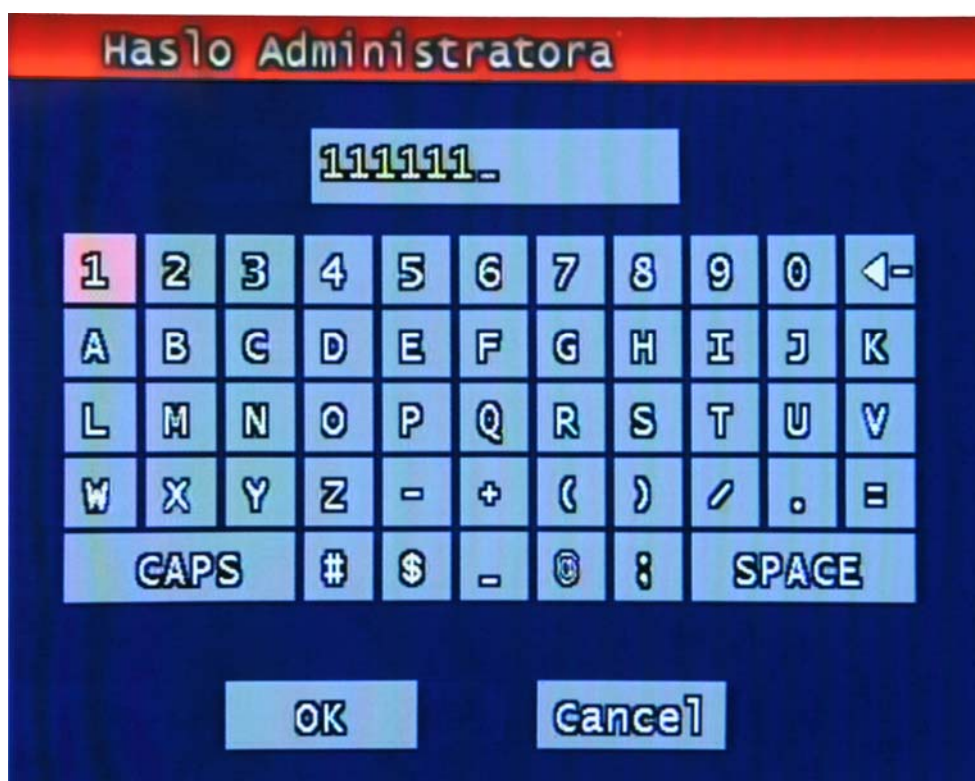 Haslo Administratora
111111_
1 2 3 4 5 6 7 8 9 0
A B C D E F G H I J K
L M N O P Q R S T U V
W X Y Z - + ( ) / . =
CAPS # $ _ @ ; SPACE
OK Cancel